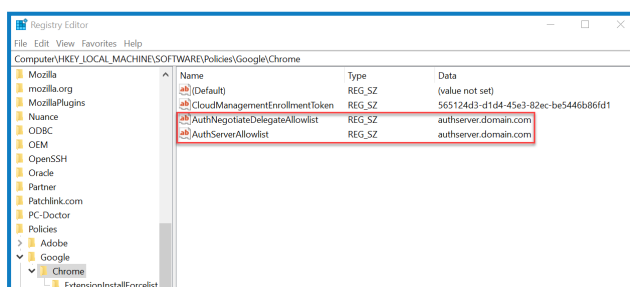 Registry Editor
File Edit View Favorites Help
Computer\HKEY_LOCAL_MACHINE\SOFTWARE\Policies\Google\Chrome
Mozilla
mozilla.org
MozillaPlugins
Nuance
ODBC
OEM
OpenSSH
Oracle
Partner
Patchlink.com
PC-Doctor
Policies
Adobe
Google
Chrome
ExtensionInstallForcelist
Name Type Data
(Default) REG_SZ (value not set)
CloudManagementEnrollmentToken REG_SZ 565124d3-d1d4-45e3-82ec-be5446b86fd1
AuthNegotiateDelegateAllowlist REG_SZ authserver.domain.com
AuthServerAllowlist REG_SZ authserver.domain.com